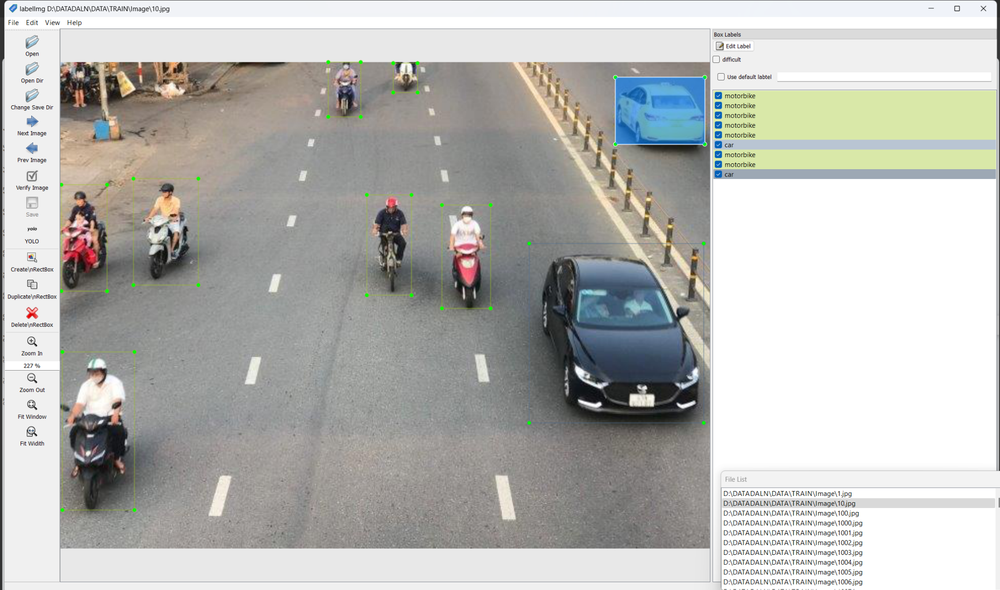 labelImg D:\DATADALN\DATA\TRAIN\Image\10.jpg
File Edit View Help
Open
Open Dir
Change Save Dir
Next Image
Prev Image
Verify Image
Save
yolo
YOLO
Create\nRectBox
Duplicate\nRectBox
Delete\nRectBox
Zoom In
227 %
Zoom Out
Fit Window
Fit Widith
Box Labels
Edit Label
difficult
Use default labtel
motorbike
motorbike
motorbike
motorbike
motorbike
car
motorbike
motorbike
car
File List
D:\DATADALN\DATA\TRAIN\Image\1.jpg
D:\DATADALN\DATA\TRAIN\Image\10.jpg
D:\DATADALN\DATA\TRAIN\Image\100.jpg
D:\DATADALN\DATA\TRAIN\Image\1000.jpg
D:\DATADALN\DATA\TRAIN\Image\1001.jpg
D:\DATADALN\DATA\TRAIN\Image\1002.jpg
D:\DATADALN\DATA\TRAIN\Image\1003.jpg
D:\DATADALN\DATA\TRAIN\Image\1004.jpg
D:\DATADALN\DATA\TRAIN\Image\1005.jpg
D:\DATADALN\DATA\TRAIN\Image\1006.jpg